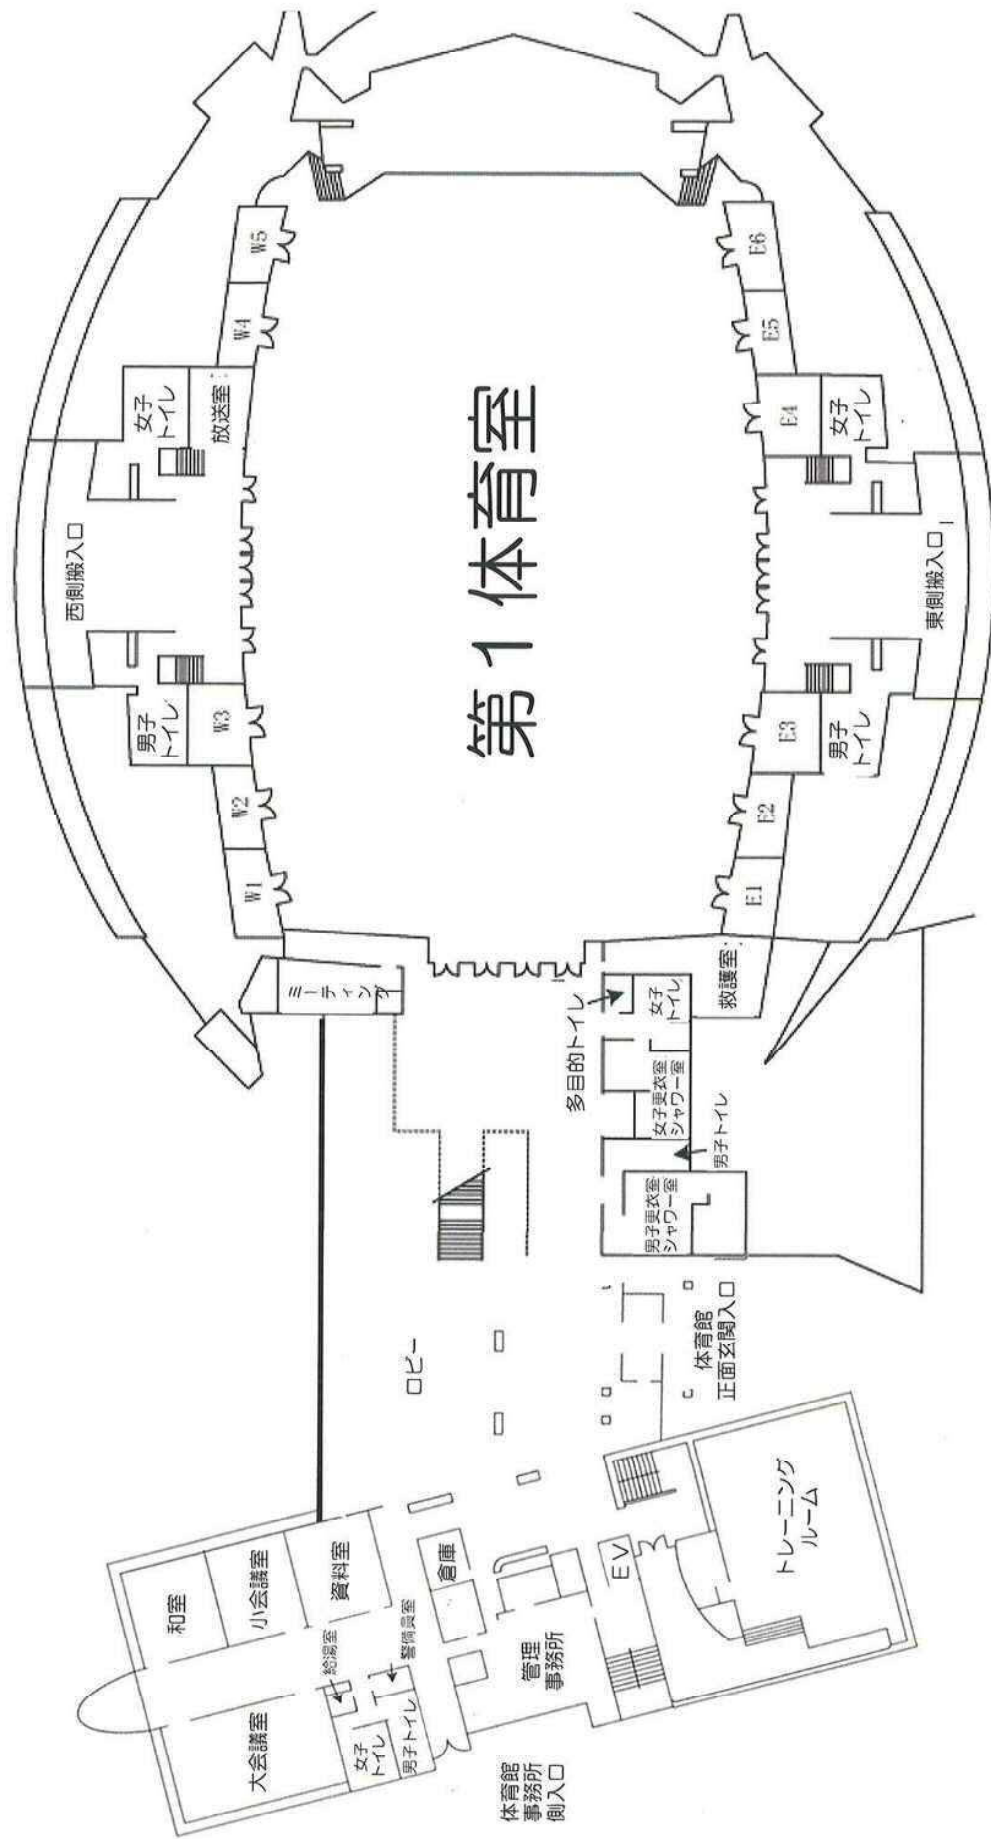 西側搬入口
男子
トイレ
女子
トイレ
W1
W2
W3
放送室
W4
W5
第1体育室
E1
E2
E3
E4
E5
E6
男子
トイレ
女子
トイレ
東側搬入口
ミーティング
多目的トイレ
女子
トイレ
救護室
女子更衣室
シャワー室
男子トイレ
男子更衣室
シャワー室
ロビー
体育館
正面玄関入口
和室
小会議室
資料室
大会議室
給湯室
警備員室
女子
トイレ
男子トイレ
倉庫
管理
事務所
EV
トレーニング
ルーム
体育館
事務所
側入口